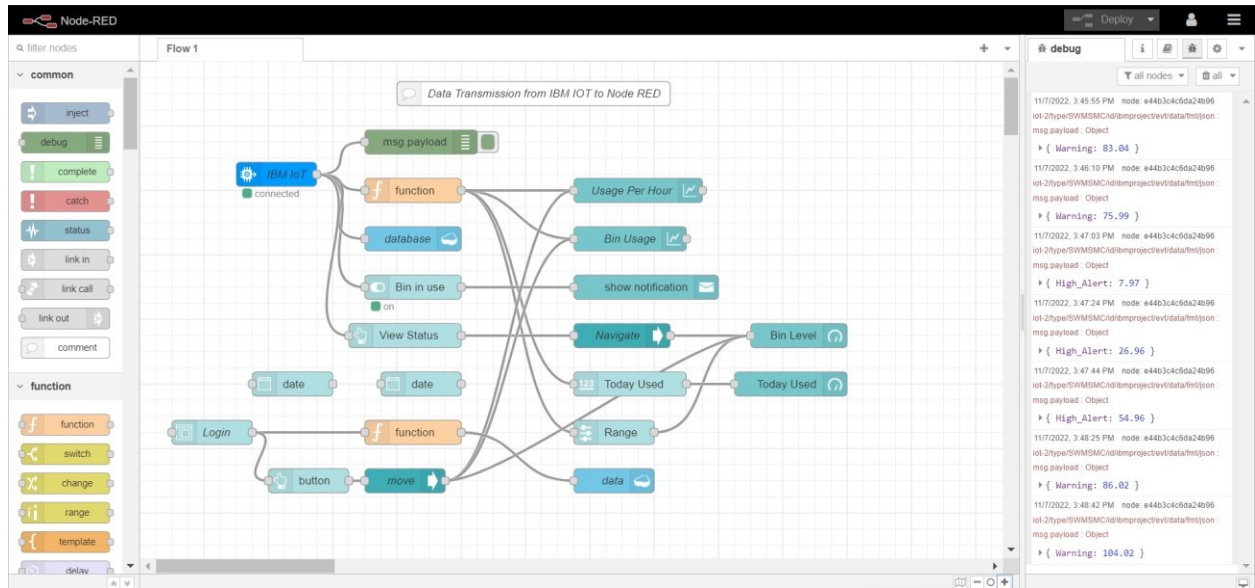 Node-RED
Deploy
filter nodes
Flow 1
debug
i
all nodes
all
common
inject
debug
complete
catch
status
link in
link call
link out
comment
function
function
switch
change
range
template
delay
Data Transmission from IBM IOT to Node RED
msg.payload
IBM IoT
connected
function
Usage Per Hour
database
Bin Usage
Bin in use
on
show notification
View Status
Navigate
Bin Level
date
date
123
Today Used
Today Used
Login
function
Range
button
move
data
11/7/2022, 3:45:55 PM node: e44b3c4c6da24b96
iot-2/type/SWMSMC/id/ibmproject/evt/data/fmt/json :
msg.payload : Object
{ Warning: 83.04 }
11/7/2022, 3:46:10 PM node: e44b3c4c6da24b96
iot-2/type/SWMSMC/id/ibmproject/evt/data/fmt/json :
msg.payload : Object
{ Warning: 75.99 }
11/7/2022, 3:47:03 PM node: e44b3c4c6da24b96
iot-2/type/SWMSMC/id/ibmproject/evt/data/fmt/json :
msg.payload : Object
{ High_Alert: 7.97 }
11/7/2022, 3:47:24 PM node: e44b3c4c6da24b96
iot-2/type/SWMSMC/id/ibmproject/evt/data/fmt/json :
msg.payload : Object
{ High_Alert: 26.96 }
11/7/2022, 3:47:44 PM node: e44b3c4c6da24b96
iot-2/type/SWMSMC/id/ibmproject/evt/data/fmt/json :
msg.payload : Object
{ High_Alert: 54.96 }
11/7/2022, 3:48:25 PM node: e44b3c4c6da24b96
iot-2/type/SWMSMC/id/ibmproject/evt/data/fmt/json :
msg.payload : Object
{ Warning: 86.02 }
11/7/2022, 3:48:42 PM node: e44b3c4c6da24b96
iot-2/type/SWMSMC/id/ibmproject/evt/data/fmt/json :
msg.payload : Object
{ Warning: 104.02 }